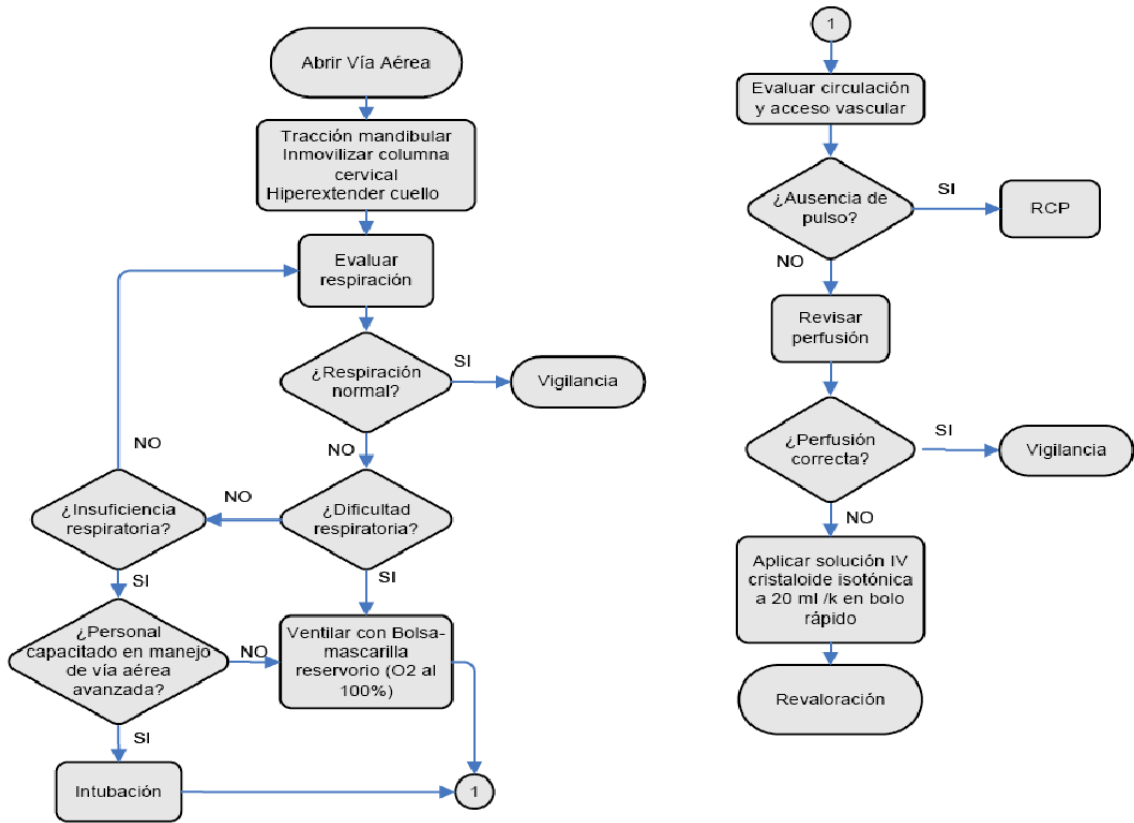 Abrir Vía Aérea
Tracción mandibular
Inmovilizar columna
cervical
Hiperextender cuello
Evaluar
respiración
¿Respiración
normal?
SI
Vigilancia
NO
¿Dificultad
respiratoria?
NO
¿Insuficiencia
respiratoria?
NO
SI
SI
¿Personal
capacitado en manejo
de vía aérea
avanzada?
NO
Ventilar con Bolsa-
mascarilla
reservorio (O2 al
100%)
SI
Intubación
1
1
Evaluar circulación
y acceso vascular
¿Ausencia de
pulso?
SI
RCP
NO
Revisar
perfusión
¿Perfusión
correcta?
SI
Vigilancia
NO
Aplicar solución IV
cristaloide isotónica
a 20 ml /k en bolo
rápido
Revaloración